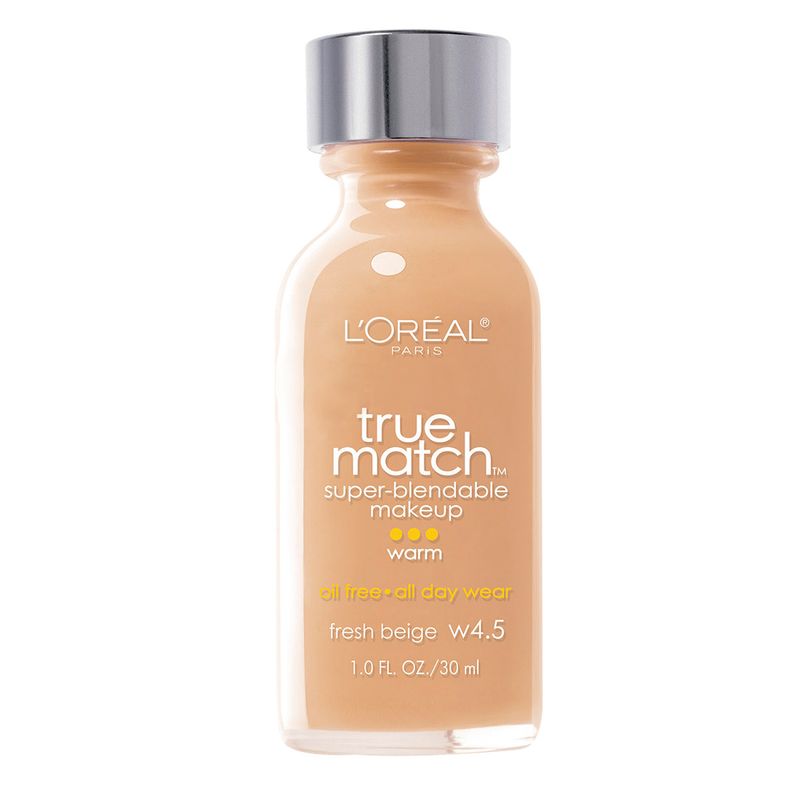 L'ORÉAL®
PARIS
true
match™
super-blendable
makeup
warm
oil free • all day wear
fresh beige w4.5
1.0 FL. OZ./30 ml